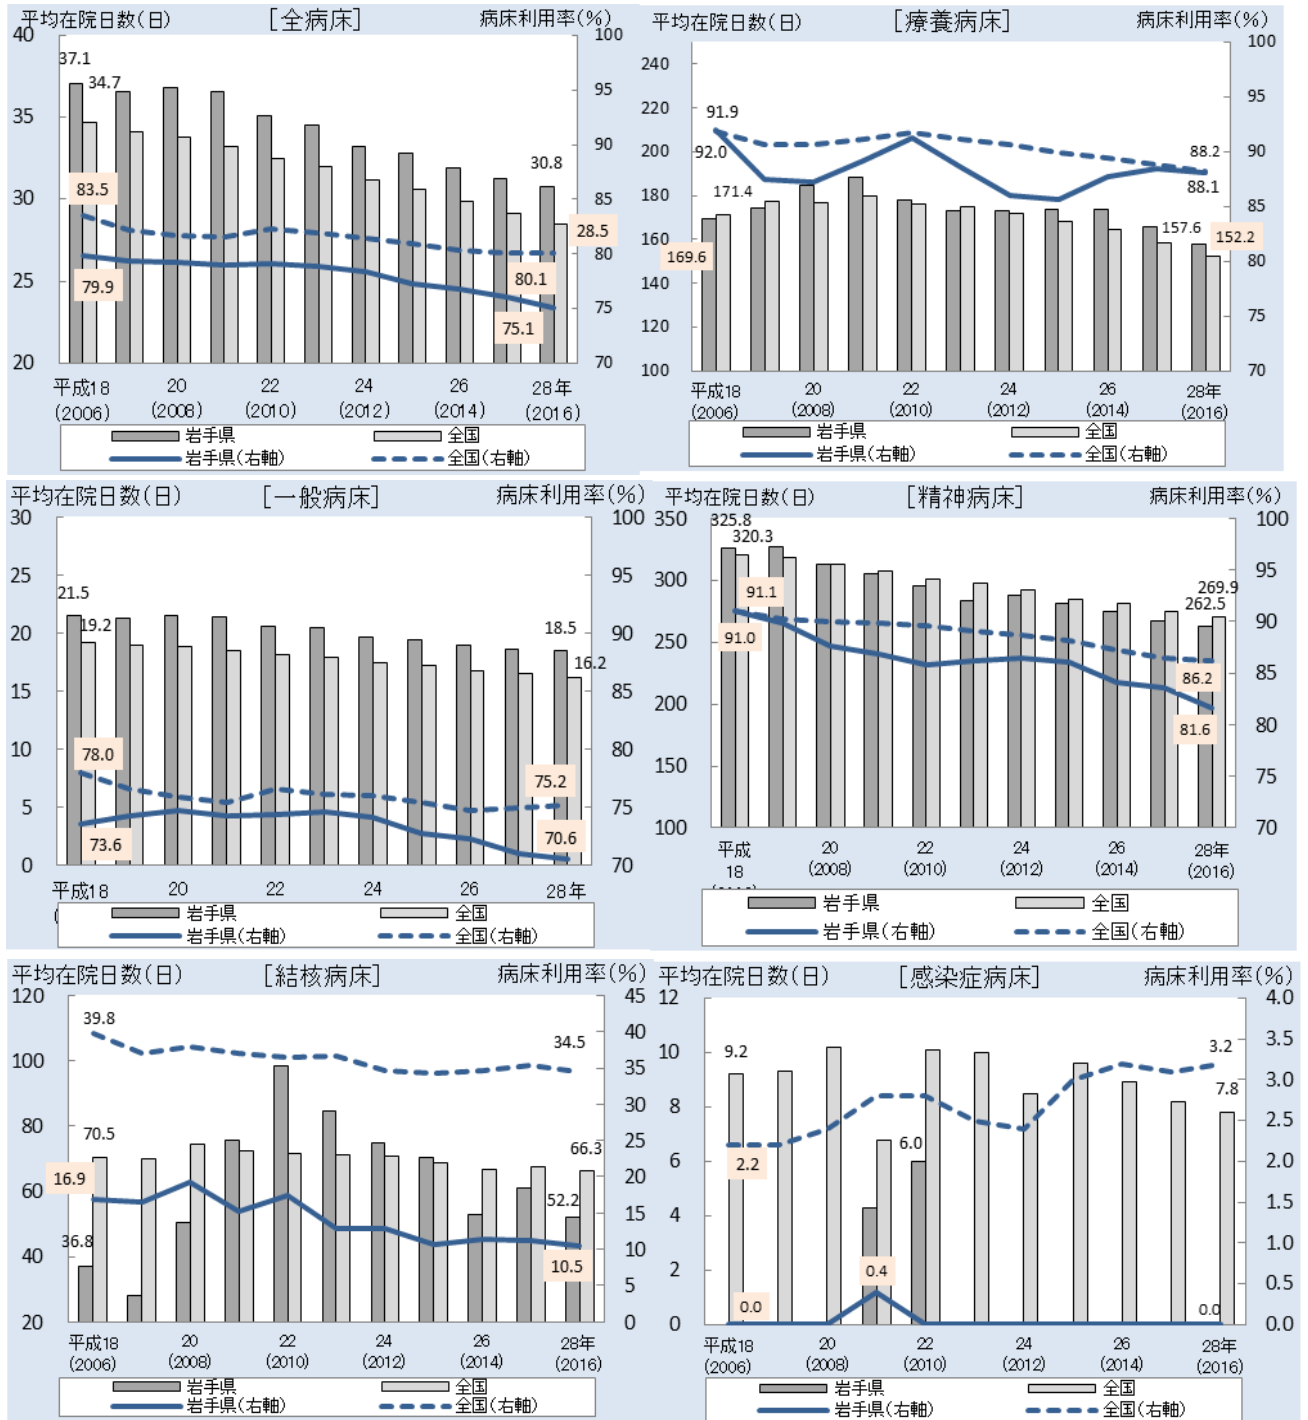 平均在院日数(日) [全病床] 病床利用率(%)
40 100
37.1
34.7
95
35
90
85
30.8
30
83.5
28.5
80
25
79.9
80.1
75.1
75
20 70
平成18 20 22 24 26 28年
(2006) (2008) (2010) (2012) (2014) (2016)
岩手県 全国
岩手県(右軸) 全国(右軸)
平均在院日数(日) [療養病床] 病床利用率(%)
240 100
220 95
91.9
200 92.0 88.2 90
88.1
180 171.4 85
160 169.6 157.6 152.2 80
140
75
120
100 70
平成18 20 22 24 26 28年
(2006) (2008) (2010) (2012) (2014) (2016)
岩手県 全国
岩手県(右軸) 全国(右軸)
平均在院日数(日) [一般病床] 病床利用率(%)
30 100
25 95
21.5
20 19.2 18.5 90
16.2
15 85
10 80
78.0 75.2
5 75
73.6 70.6
0 70
平成18 20 22 24 26 28年
(
岩手県 全国
岩手県(右軸) 全国(右軸)
平均在院日数(日) [精神病床] 病床利用率(%)
350 100
325.8
320.3
300 95
269.9
262.5
91.1
90
250 91.0
85
200 86.2
81.6 80
150
75
100 70
平成 20 22 24 26 28年
18 (2008) (2010) (2012) (2014) (2016)
岩手県 全国
岩手県(右軸) 全国(右軸)
平均在院日数(日) [結核病床] 病床利用率(%)
120 45
39.8 34.5
40
100 35
30
80 25
70.5 66.3
20
60 16.9 52.2
15
40 36.8 10
10.5
5
20 0
平成18 20 22 24 26 28年
(2006) (2008) (2010) (2012) (2014) (2016)
岩手県 全国
岩手県(右軸) 全国(右軸)
平均在院日数(日) [感染症病床] 病床利用率(%)
12 4.0
3.5
10 3.2
9.2 7.8 3.0
8 2.5
6 6.0 2.0
2.2
4 1.5
1.0
2 0.4
0.0 0.0 0.5
0 0.0
平成18 20 22 24 26 28年
(2006) (2008) (2010) (2012) (2014) (2016)
岩手県 全国
岩手県(右軸) 全国(右軸)